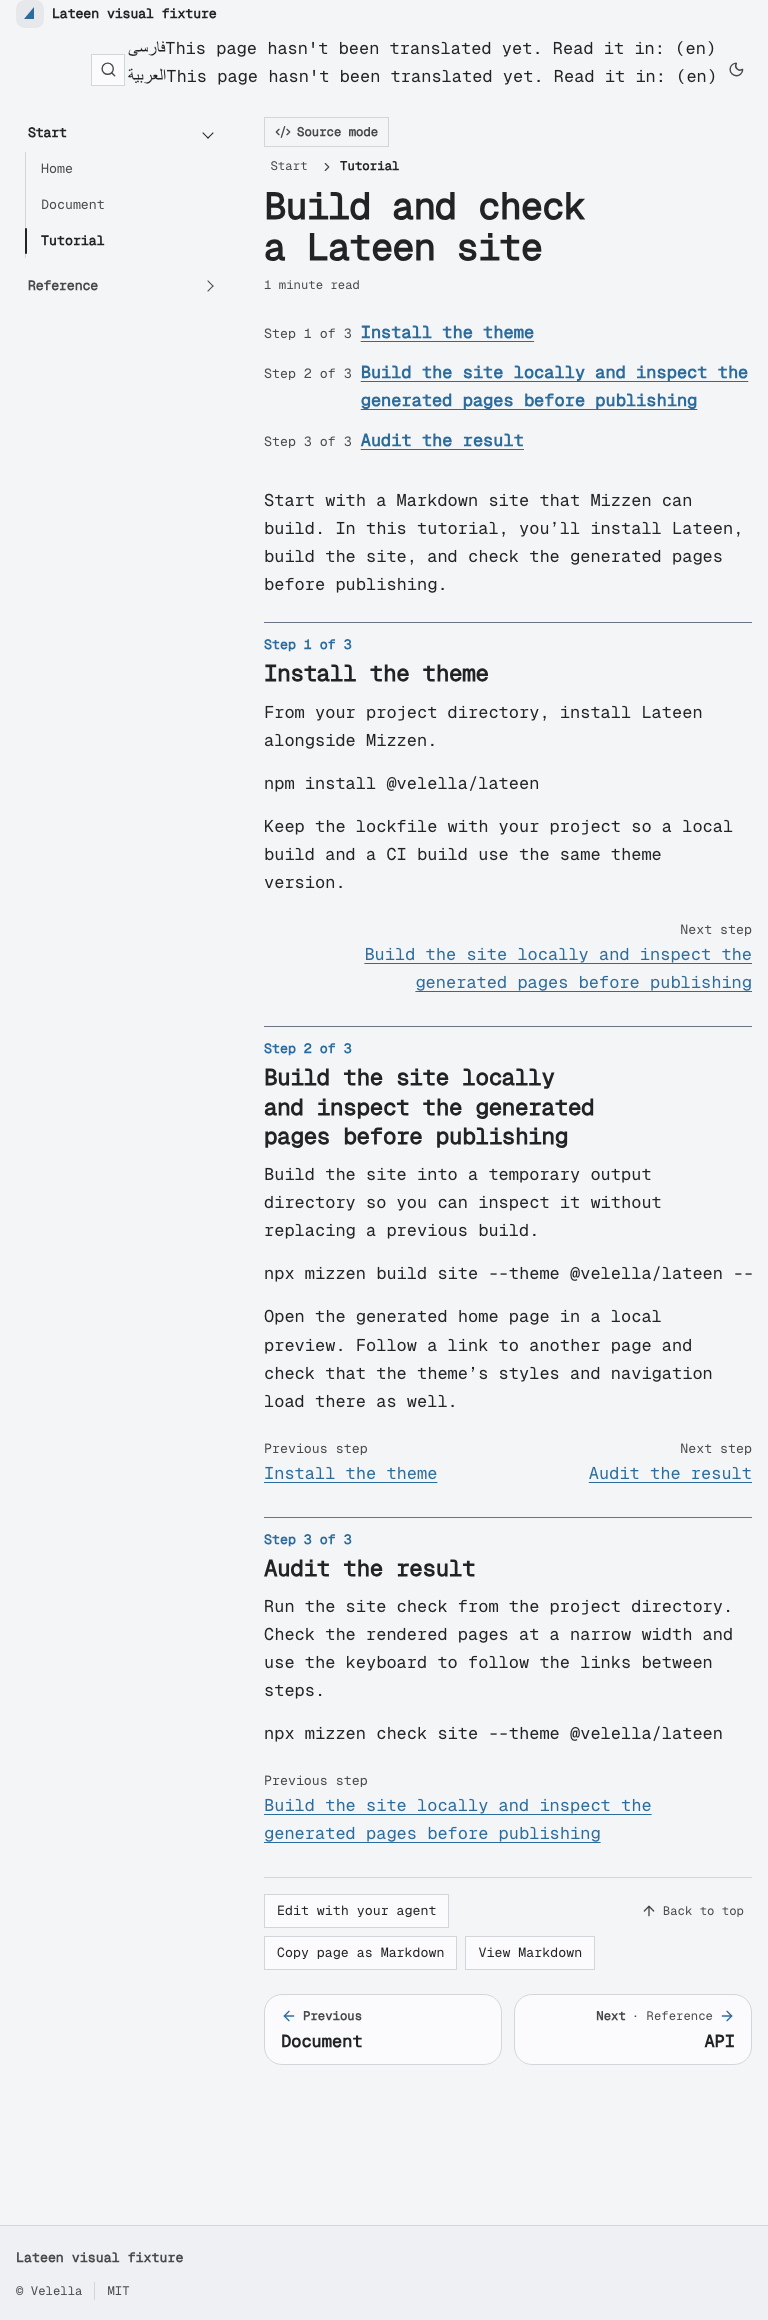 Lateen visual fixture
فارسی This page hasn't been translated yet. Read it in: (en)
العربية This page hasn't been translated yet. Read it in: (en)
Start
Home
Document
Tutorial
Reference
Source mode
Start > Tutorial
Build and check
a Lateen site
1 minute read
Step 1 of 3 Install the theme
Step 2 of 3 Build the site locally and inspect the
generated pages before publishing
Step 3 of 3 Audit the result
Start with a Markdown site that Mizzen can
build. In this tutorial, you’ll install Lateen,
build the site, and check the generated pages
before publishing.
Step 1 of 3
Install the theme
From your project directory, install Lateen
alongside Mizzen.
npm install @velella/lateen
Keep the lockfile with your project so a local
build and a CI build use the same theme
version.
Next step
Build the site locally and inspect the
generated pages before publishing
Step 2 of 3
Build the site locally
and inspect the generated
pages before publishing
Build the site into a temporary output
directory so you can inspect it without
replacing a previous build.
npx mizzen build site --theme @velella/lateen --
Open the generated home page in a local
preview. Follow a link to another page and
check that the theme’s styles and navigation
load there as well.
Previous step
Install the theme
Next step
Audit the result
Step 3 of 3
Audit the result
Run the site check from the project directory.
Check the rendered pages at a narrow width and
use the keyboard to follow the links between
steps.
npx mizzen check site --theme @velella/lateen
Previous step
Build the site locally and inspect the
generated pages before publishing
Edit with your agent
Back to top
Copy page as Markdown
View Markdown
Previous
Document
Next · Reference
API
Lateen visual fixture
© Velella
MIT